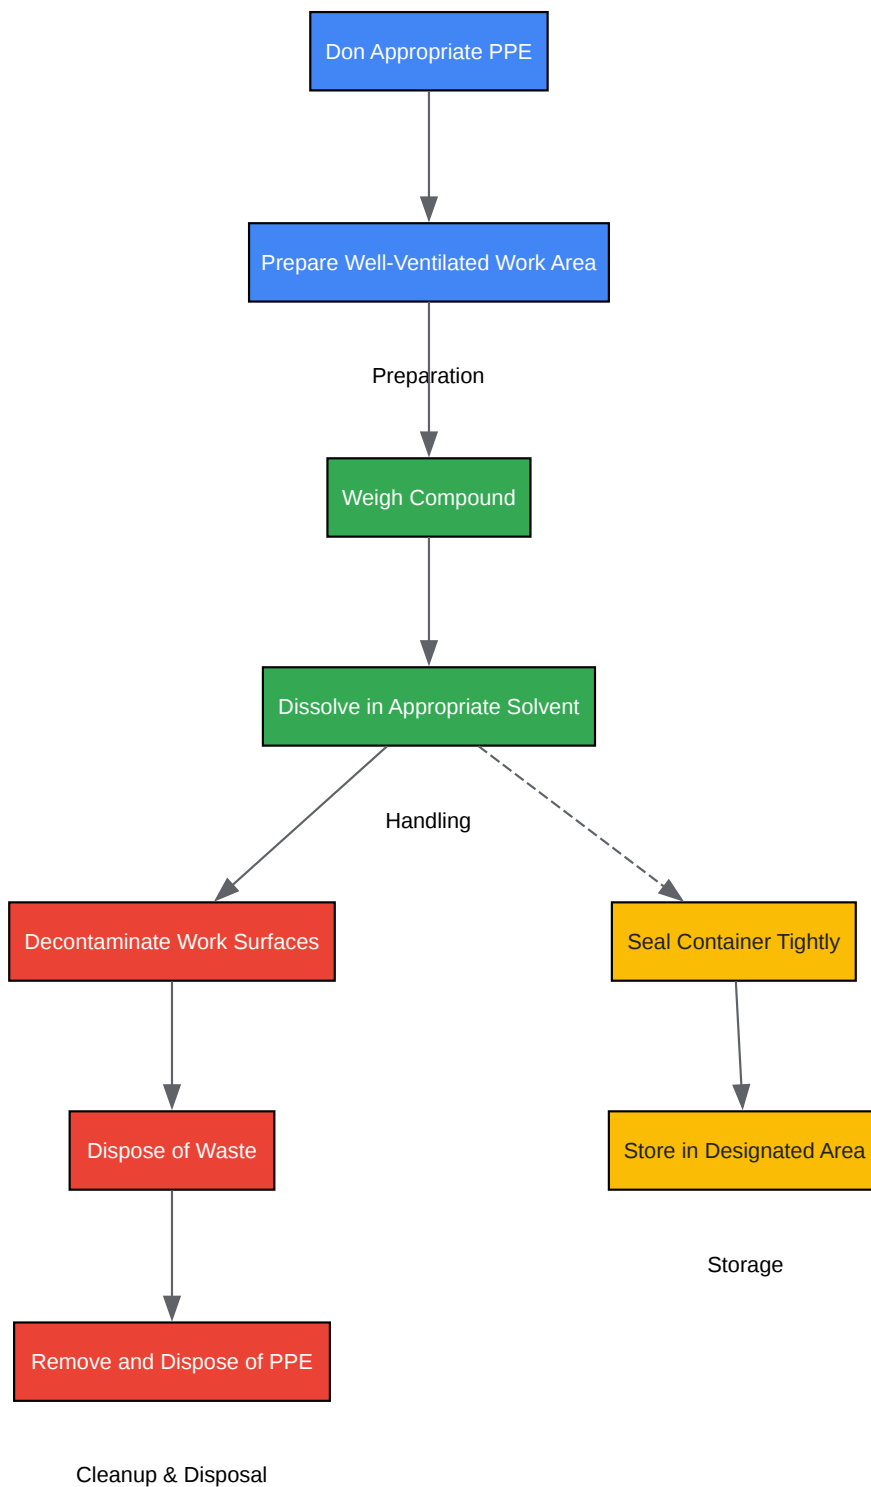 Don Appropriate PPE
Prepare Well-Ventilated Work Area
Preparation
Weigh Compound
Dissolve in Appropriate Solvent
Handling
Decontaminate Work Surfaces
Seal Container Tightly
Dispose of Waste
Store in Designated Area
Storage
Remove and Dispose of PPE
Cleanup & Disposal